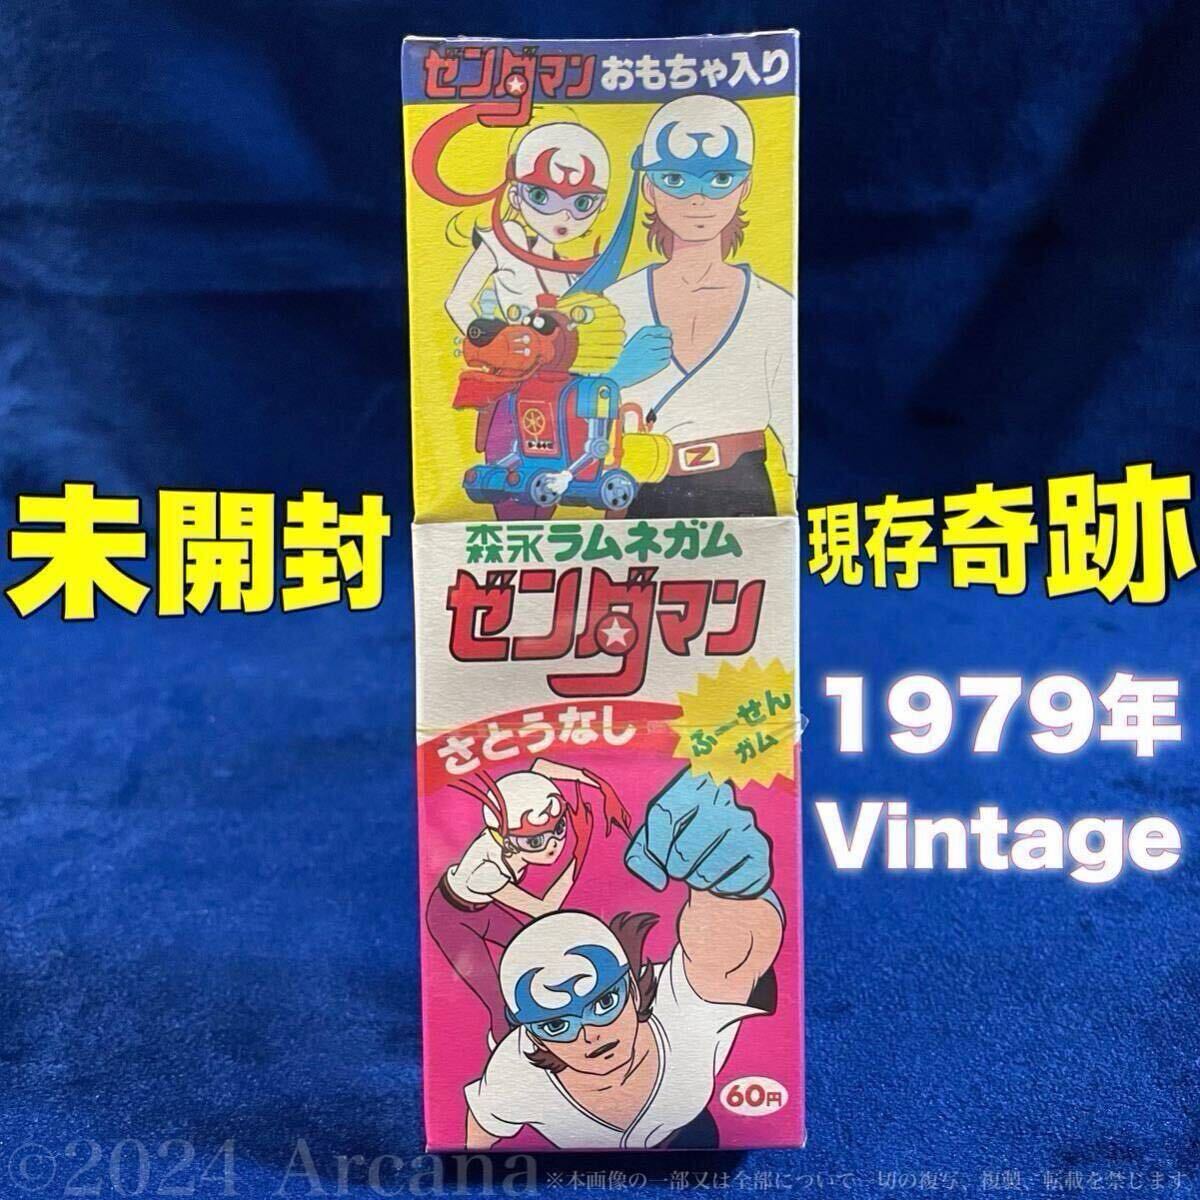 ゼンダマン おもちゃ入り
Z
未開封
現存奇跡
森永ラムネガム
ゼンダマン
さとうなし
ふーせん
ガム
1979年
Vintage
60円
©2024 Arcana
※本画像の一部又は全部について一切の複写、複製、転載を禁じます